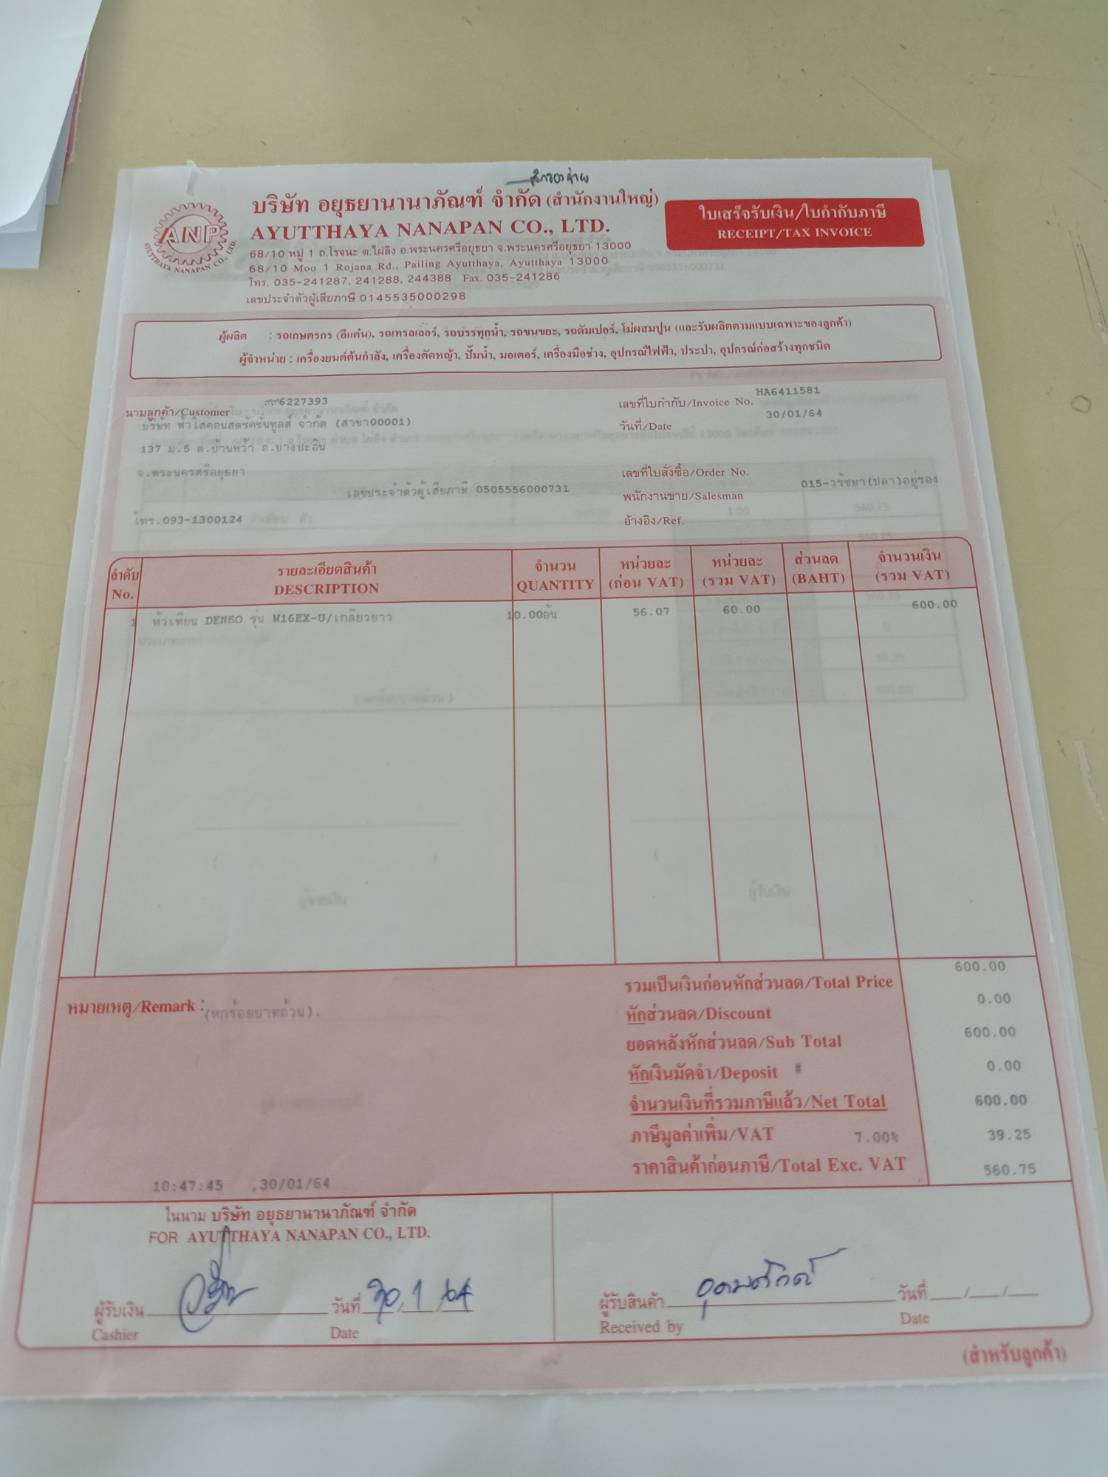 บริษัท อยุธยานานาภัณฑ์ จำกัด (สำนักงานใหญ่)
AYUTTHAYA NANAPAN CO., LTD.
68/10 หมู่ 1 ถ.โรจนะ ต.ไผ่ลิง อ.พระนครศรีอยุธยา จ.พระนครศรีอยุธยา 13000
68/10 Moo 1 Rojana Rd., Pailing Ayutthaya, Ayutthaya 13000
โทร. 035-241287, 241288, 244388 Fax. 035-241286
เลขประจำตัวผู้เสียภาษี 0145535000298
ANP
AYUTTHAYA NANAPAN CO., LTD.
ใบเสร็จรับเงิน/ใบกำกับภาษี
RECEIPT/TAX INVOICE
ผู้ผลิต : รถเกษตรกร (อีแต๋น), รถเทรลเลอร์, รถบรรทุกน้ำ, รถขนขยะ, รถดัมเปอร์, โม่ผสมปูน (และรับผลิตตามแบบเฉพาะของลูกค้า)
ผู้จำหน่าย : เครื่องยนต์ต้นกำลัง, เครื่องตัดหญ้า, ปั๊มน้ำ, มอเตอร์, เครื่องมือช่าง, อุปกรณ์ไฟฟ้า, ประปา, อุปกรณ์ก่อสร้างทุกชนิด
นามลูกค้า/Customer 6227393
บริษัท ฟาไสคอนสตรัคชั่นทูลส์ จำกัด (สาขา00001)
137 ม.5 ต.บ้านหว้า อ.บางปะอิน
จ.พระนครศรีอยุธยา
เลขประจำตัวผู้เสียภาษี 0505556000731
โทร.093-1300124
เลขที่ใบกำกับ/Invoice No. HA6411581
วันที่/Date 30/01/64
เลขที่ใบสั่งซื้อ/Order No.
พนักงานขาย/Salesman 015-วรัชยา(ปลา)อยู่รอง
อ้างอิง/Ref.
ลำดับ รายละเอียดสินค้า จำนวน หน่วยละ หน่วยละ ส่วนลด จำนวนเงิน
No. DESCRIPTION QUANTITY (ก่อน VAT) (รวม VAT) (BAHT) (รวม VAT)
1 หัวเทียน DENSO รุ่น W16EX-U/เกลียวยาว 10.00อัน 56.07 60.00 600.00
หมายเหตุ/Remark : (หกร้อยบาทถ้วน).
รวมเป็นเงินก่อนหักส่วนลด/Total Price 600.00
หักส่วนลด/Discount 0.00
ยอดหลังหักส่วนลด/Sub Total 600.00
หักเงินมัดจำ/Deposit # 0.00
จำนวนเงินที่รวมภาษีแล้ว/Net Total 600.00
ภาษีมูลค่าเพิ่ม/VAT 7.00% 39.25
ราคาสินค้าก่อนภาษี/Total Exc. VAT 560.75
10:47:45 ,30/01/64
ในนาม บริษัท อยุธยานานาภัณฑ์ จำกัด
FOR AYUTTHAYA NANAPAN CO., LTD.
ผู้รับเงิน วันที่ 30/1/64
Cashier Date
ผู้รับสินค้า อุดมศักดิ์ วันที่ / /
Received by Date
(สำหรับลูกค้า)